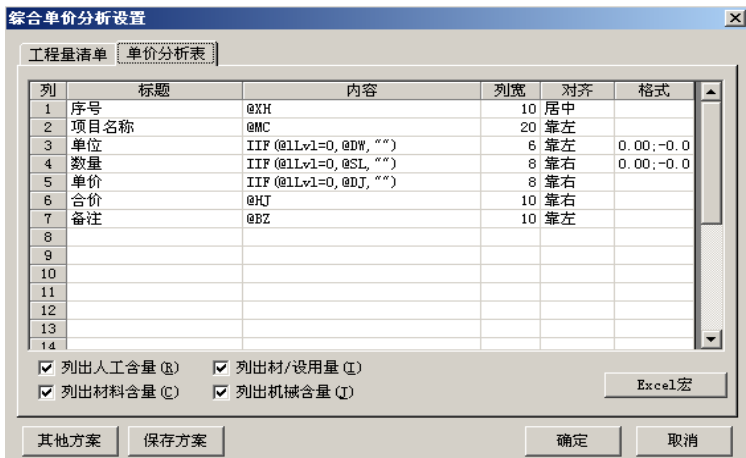 综合单价分析设置
工程量清单 单价分析表
列 标题 内容 列宽 对齐 格式
1 序号 @XH 10 居中
2 项目名称 @MC 20 靠左
3 单位 IIF(@lLvl=0,@DW,"") 6 靠左 0.00;-0.0
4 数量 IIF(@lLvl=0,@SL,"") 8 靠右 0.00;-0.0
5 单价 IIF(@lLvl=0,@DJ,"") 8 靠右
6 合价 @HJ 10 靠右
7 备注 @BZ 10 靠左
8
9
10
11
12
13
14
列出人工含量(R) 列出材/设用量(I)
列出材料含量(C) 列出机械含量(J)
Excel宏
其他方案 保存方案 确定 取消